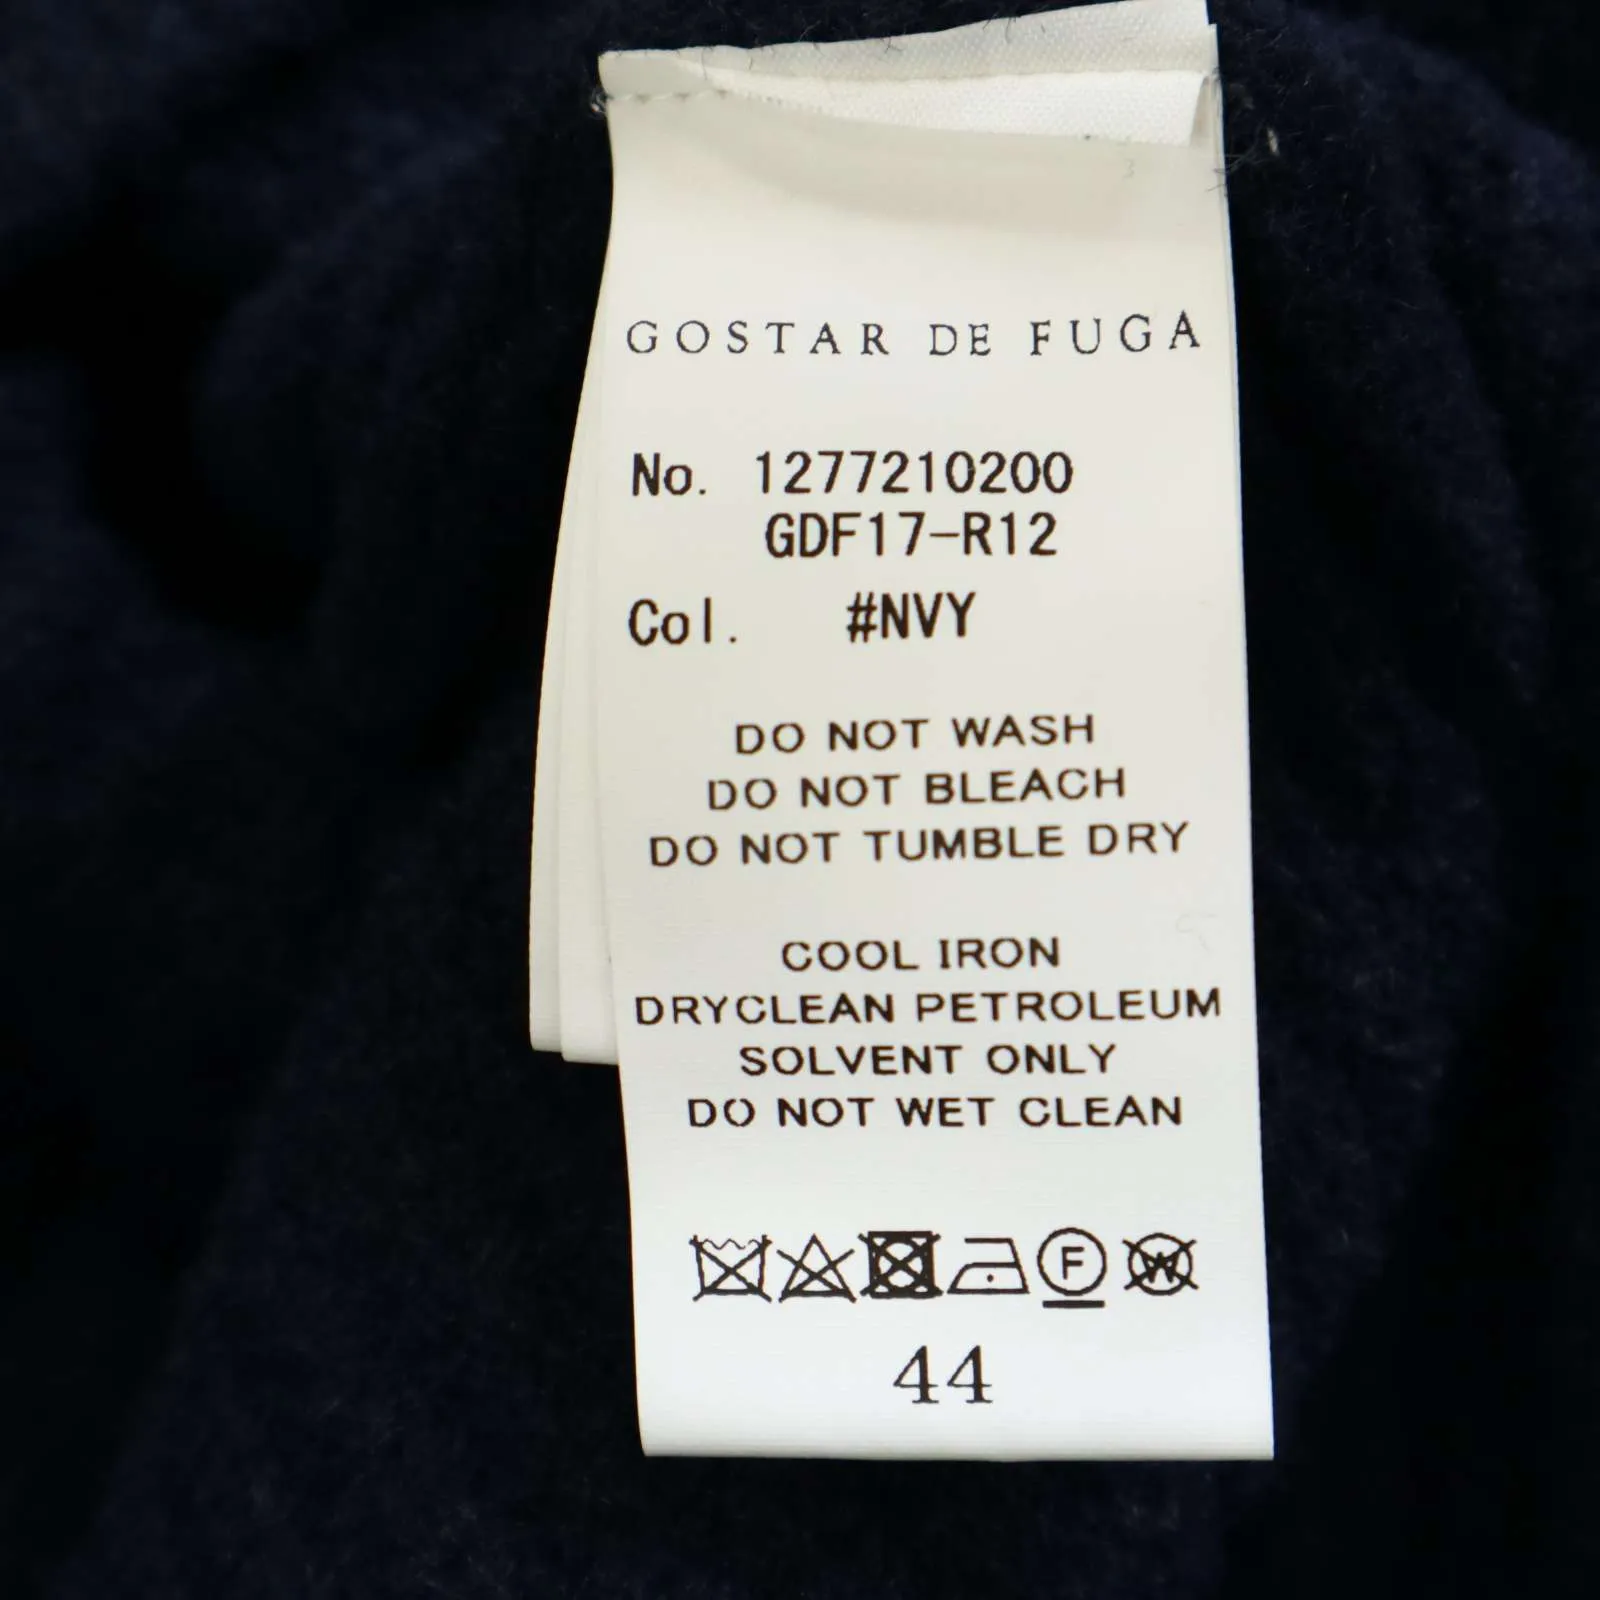 GOSTAR DE FUGA
No. 1277210200
GDF17-R12
Col. #NVY
DO NOT WASH
DO NOT BLEACH
DO NOT TUMBLE DRY
COOL IRON
DRYCLEAN PETROLEUM
SOLVENT ONLY
DO NOT WET CLEAN
F W
44